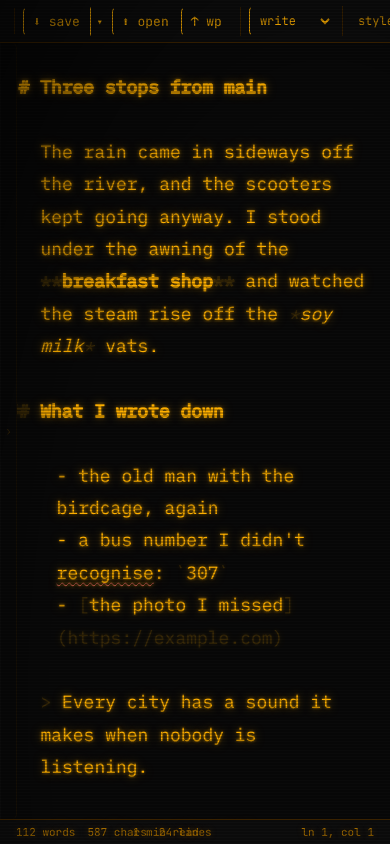 ⬇ save ▾ ⬆ open ↑ wp write style
# Three stops from main
The rain came in sideways off
the river, and the scooters
kept going anyway. I stood
under the awning of the
**breakfast shop** and watched
the steam rise off the *soy
milk* vats.
# What I wrote down
- the old man with the
birdcage, again
- a bus number I didn't
recognise: `307`
- [the photo I missed]
(https://example.com)
> Every city has a sound it
makes when nobody is
listening.
112 words 587 chars ln 1, col 1